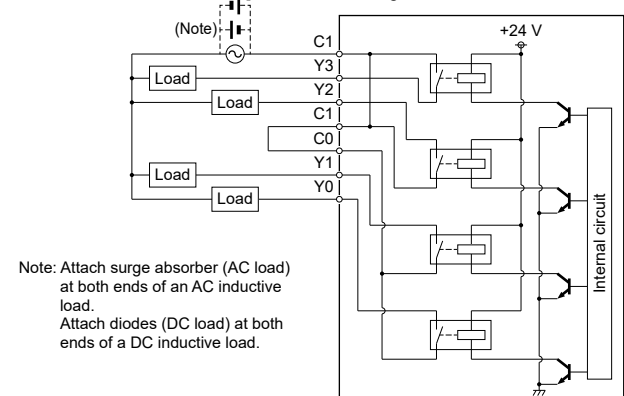 (Note)
+24 V
C1
Y3
Load
Y2
Load
C1
C0
Y1
Load
Y0
Load
Internal circuit
Note: Attach surge absorber (AC load)
at both ends of an AC inductive
load.
Attach diodes (DC load) at both
ends of a DC inductive load.